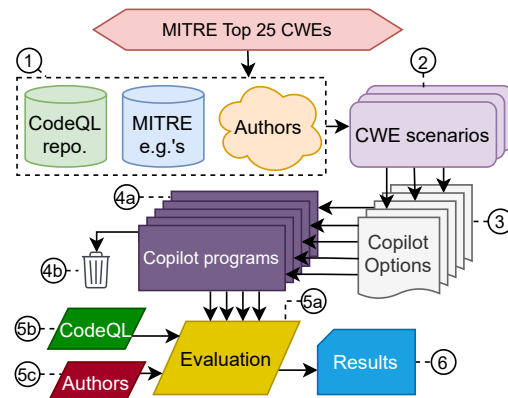 MITRE Top 25 CWEs
1
2
CodeQL
repo.
MITRE
e.g.'s
Authors
CWE scenarios
4a
3
Copilot programs
Copilot
Options
4b
5a
5b
CodeQL
Evaluation
Results
5c
Authors
6